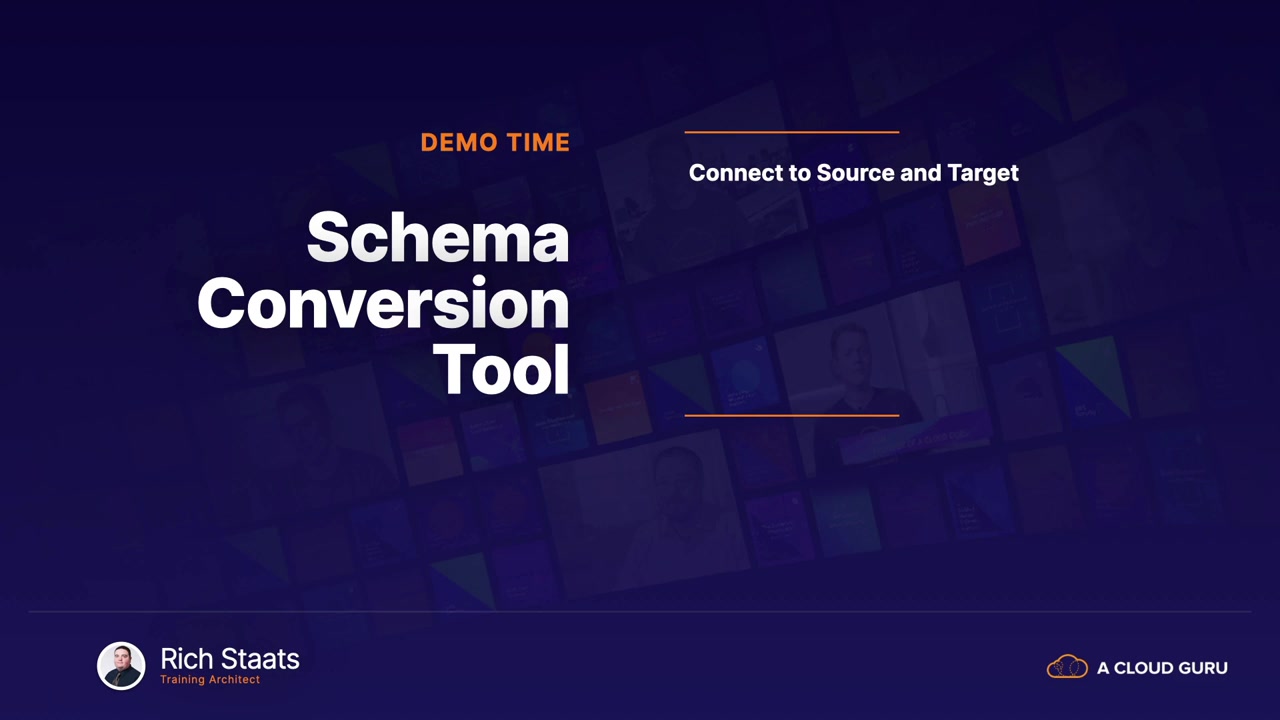 DEMO TIME
Schema
Conversion
Tool
Connect to Source and Target
Rich Staats
Training Architect
A CLOUD GURU